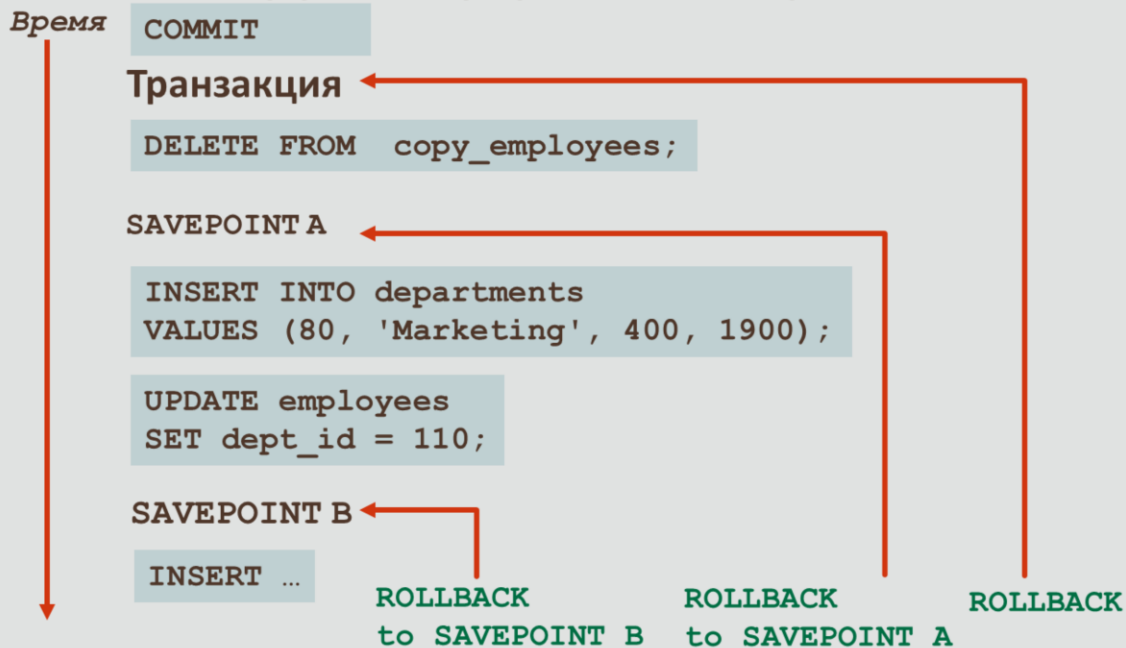 Время
COMMIT
Транзакция
DELETE FROM copy_employees;
SAVEPOINT A
INSERT INTO departments
VALUES (80, 'Marketing', 400, 1900);
UPDATE employees
SET dept_id = 110;
SAVEPOINT B
INSERT …
ROLLBACK
to SAVEPOINT B
ROLLBACK
to SAVEPOINT A
ROLLBACK